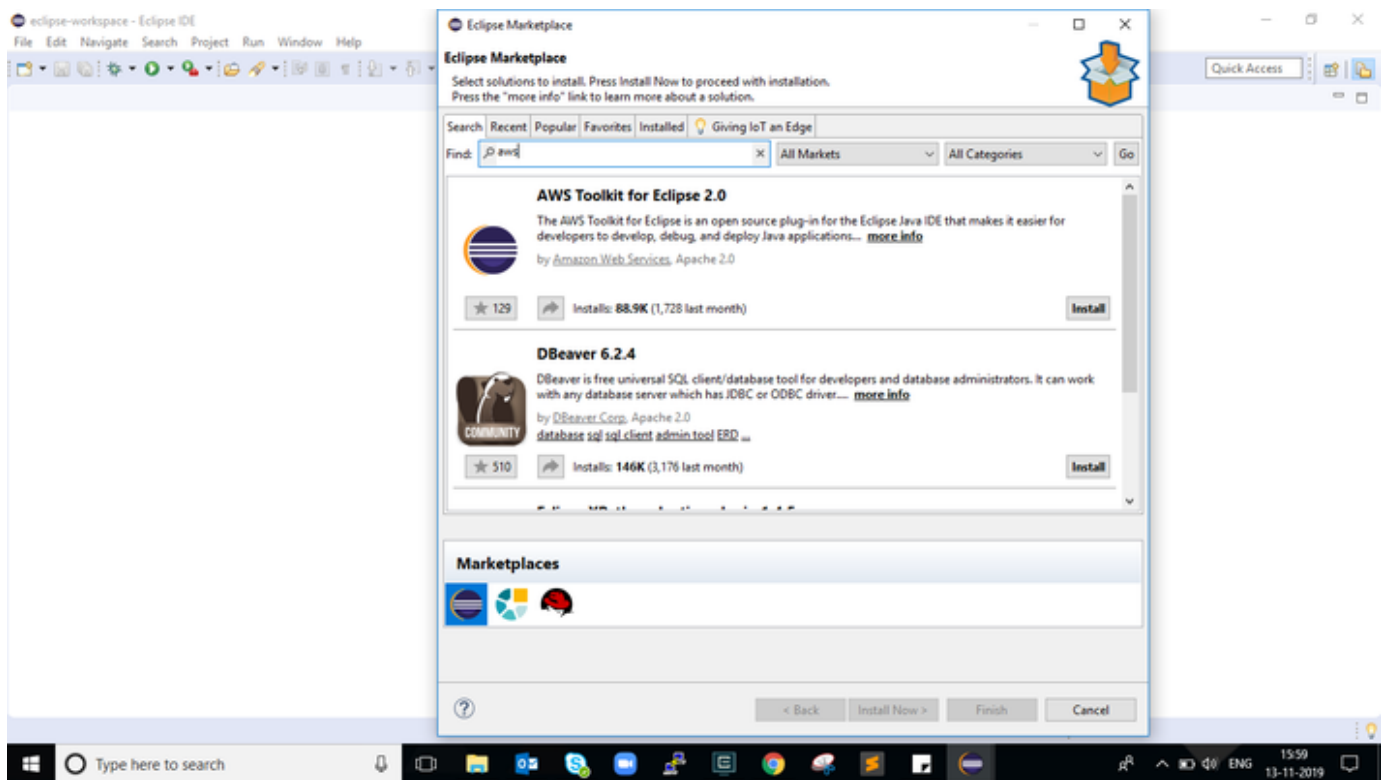 eclipse-workspace - Eclipse IDE
File Edit Navigate Search Project Run Window Help
Quick Access
Eclipse Marketplace
Eclipse Marketplace
Select solutions to install. Press Install Now to proceed with installation.
Press the "more info" link to learn more about a solution.
Search Recent Popular Favorites Installed Giving IoT an Edge
Find: aws All Markets All Categories Go
AWS Toolkit for Eclipse 2.0
The AWS Toolkit for Eclipse is an open source plug-in for the Eclipse Java IDE that makes it easier for
developers to develop, debug, and deploy Java applications... more info
by Amazon Web Services, Apache 2.0
129 Installs: 88.9K (1,728 last month) Install
DBeaver 6.2.4
DBeaver is free universal SQL client/database tool for developers and database administrators. It can work
with any database server which has JDBC or ODBC driver.... more info
COMMUNITY
by DBeaver Corp, Apache 2.0
database sql sql client admin tool ERD ...
510 Installs: 146K (3,176 last month) Install
Marketplaces
< Back Install Now > Finish Cancel
Type here to search
ENG
15:59
13-11-2019